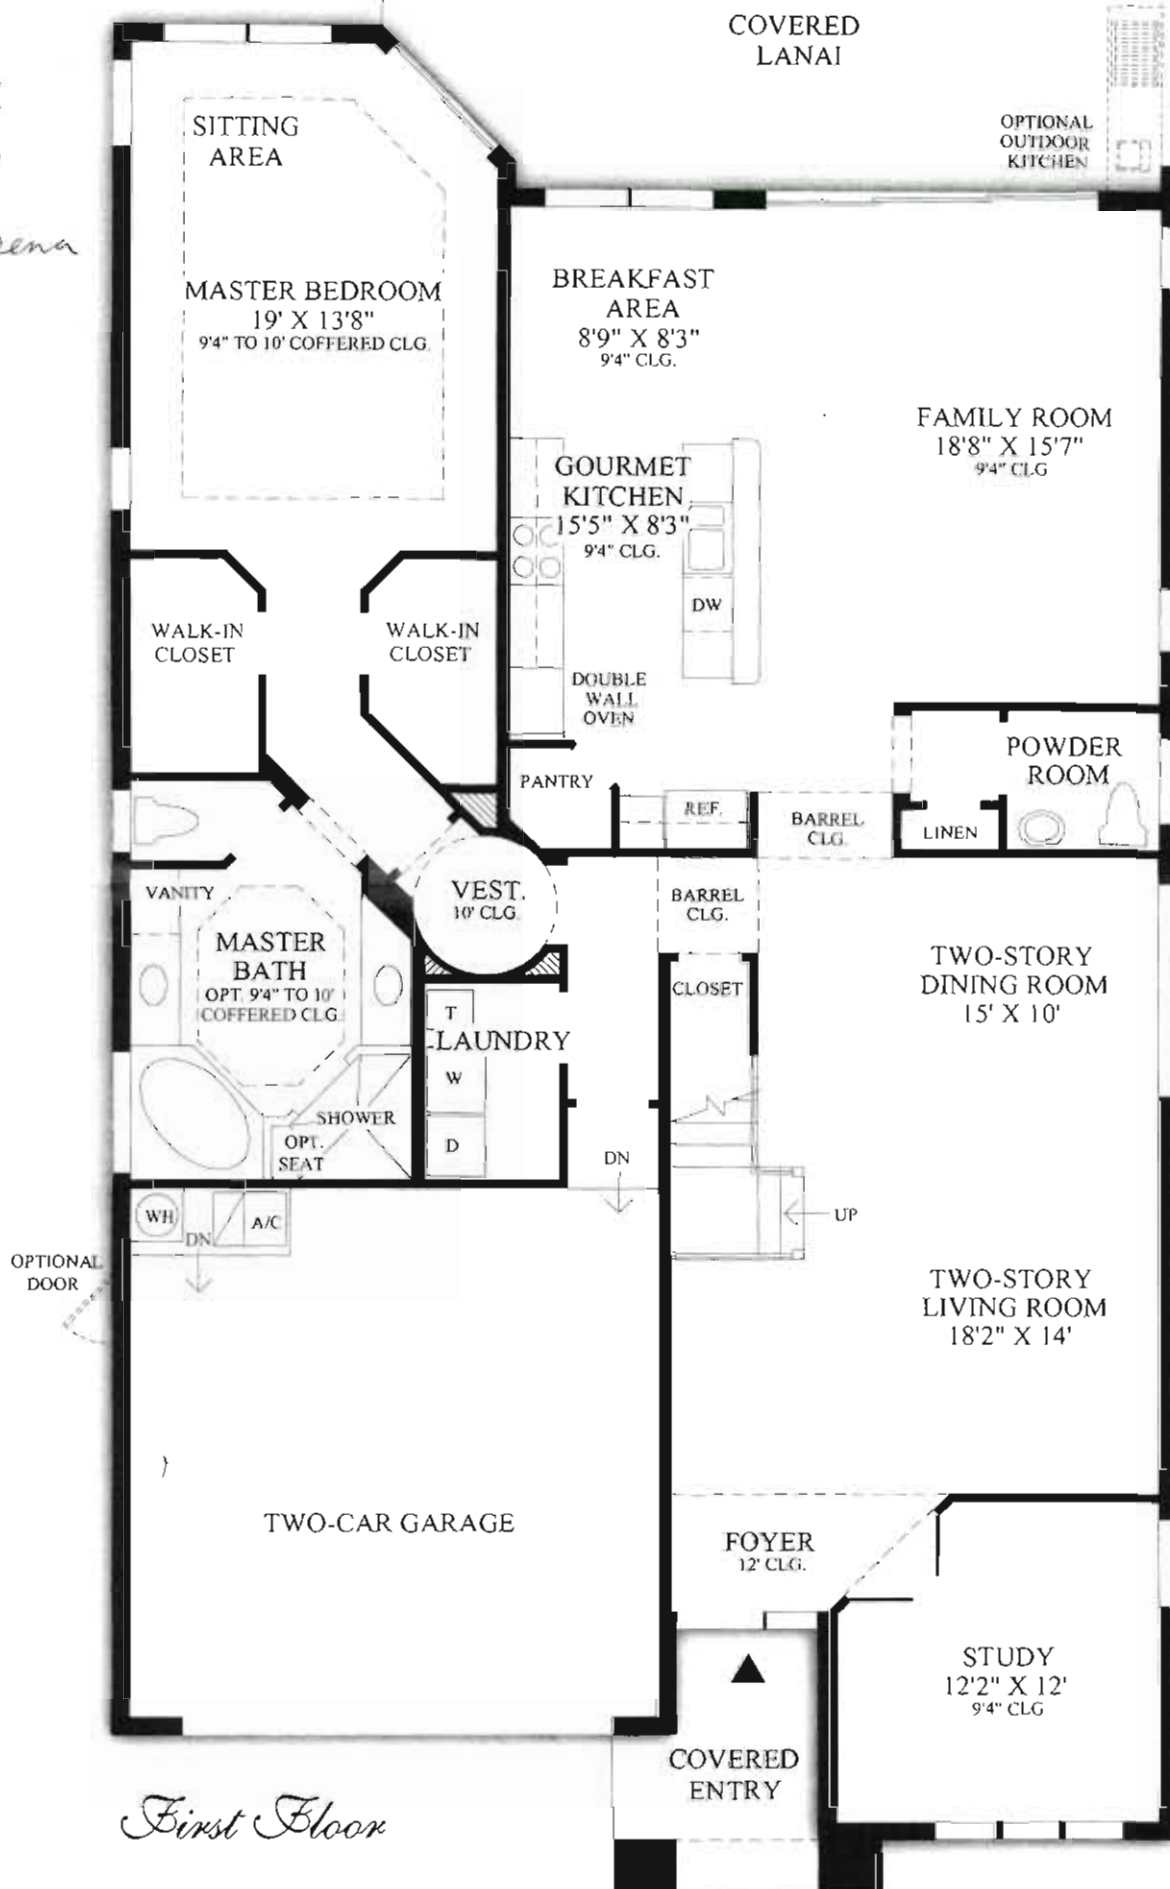 COVERED
LANAI
OPTIONAL
OUTDOOR
KITCHEN
SITTING
AREA
MASTER BEDROOM
19' X 13'8"
9'4" TO 10' COFFERED CLG.
BREAKFAST
AREA
8'9" X 8'3"
9'4" CLG.
FAMILY ROOM
18'8" X 15'7"
9'4" CLG
GOURMET
KITCHEN
15'5" X 8'3"
9'4" CLG.
DW
WALK-IN
CLOSET
WALK-IN
CLOSET
DOUBLE
WALL
OVEN
PANTRY
REF.
BARREL
CLG.
POWDER
ROOM
LINEN
VANITY
VEST.
10' CLG.
BARREL
CLG.
MASTER
BATH
OPT. 9'4" TO 10'
COFFERED CLG.
CLOSET
TWO-STORY
DINING ROOM
15' X 10'
T
LAUNDRY
W
D
SHOWER
OPT.
SEAT
DN
WH
DN
A/C
UP
OPTIONAL
DOOR
TWO-STORY
LIVING ROOM
18'2" X 14'
TWO-CAR GARAGE
FOYER
12' CLG.
STUDY
12'2" X 12'
9'4" CLG
COVERED
ENTRY
First Floor